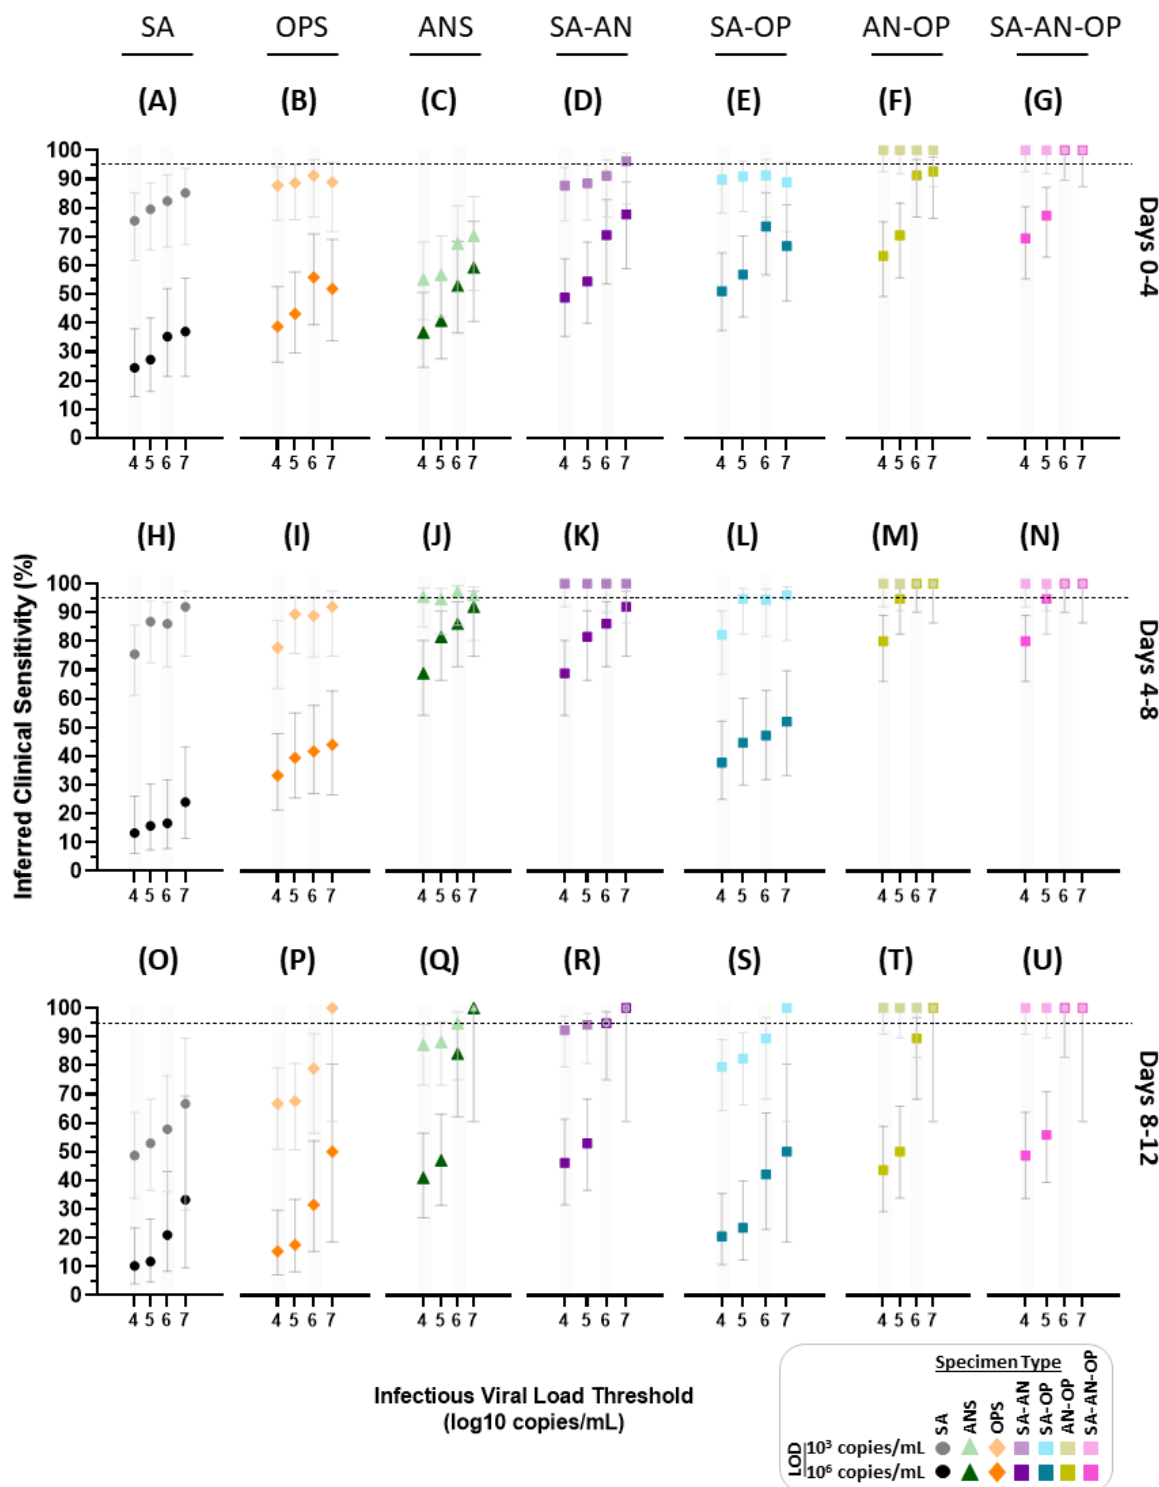 SA OPS ANS SA-AN SA-OP AN-OP SA-AN-OP
(A) (B) (C) (D) (E) (F) (G)
100
90
80
70
60
50
40
30
20
10
0
4 5 6 7 4 5 6 7 4 5 6 7 4 5 6 7 4 5 6 7 4 5 6 7 4 5 6 7
Days 0-4
Inferred Clinical Sensitivity (%)
(H) (I) (J) (K) (L) (M) (N)
100
90
80
70
60
50
40
30
20
10
0
4 5 6 7 4 5 6 7 4 5 6 7 4 5 6 7 4 5 6 7 4 5 6 7 4 5 6 7
Days 4-8
(O) (P) (Q) (R) (S) (T) (U)
100
90
80
70
60
50
40
30
20
10
0
4 5 6 7 4 5 6 7 4 5 6 7 4 5 6 7 4 5 6 7 4 5 6 7 4 5 6 7
Days 8-12
Infectious Viral Load Threshold
(log10 copies/mL)
Specimen Type
SA ANS OPS SA-AN SA-OP AN-OP SA-AN-OP
LOD
10³ copies/mL
10⁶ copies/mL